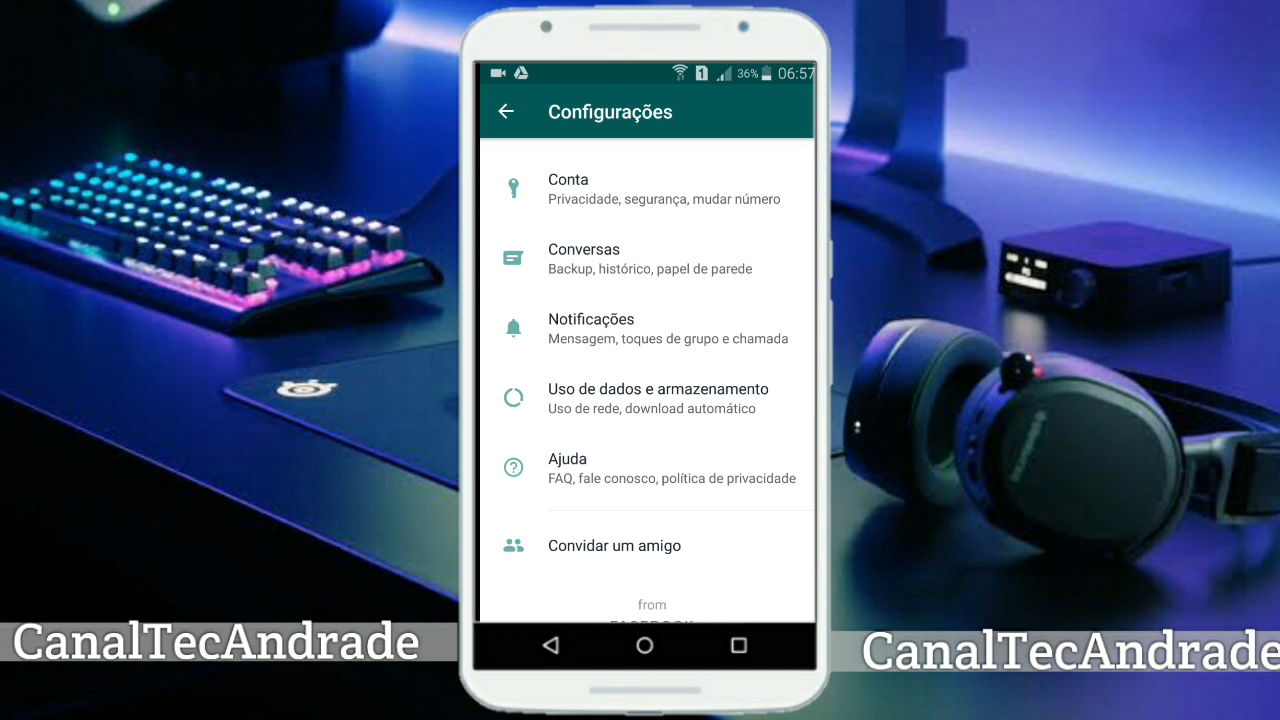 1
36%
06:57
Configurações
Conta
Privacidade, segurança, mudar número
Conversas
Backup, histórico, papel de parede
Notificações
Mensagem, toques de grupo e chamada
Uso de dados e armazenamento
Uso de rede, download automático
Ajuda
FAQ, fale conosco, política de privacidade
Convidar um amigo
from
FACEBOOK
CanalTecAndrade
CanalTecAndrade